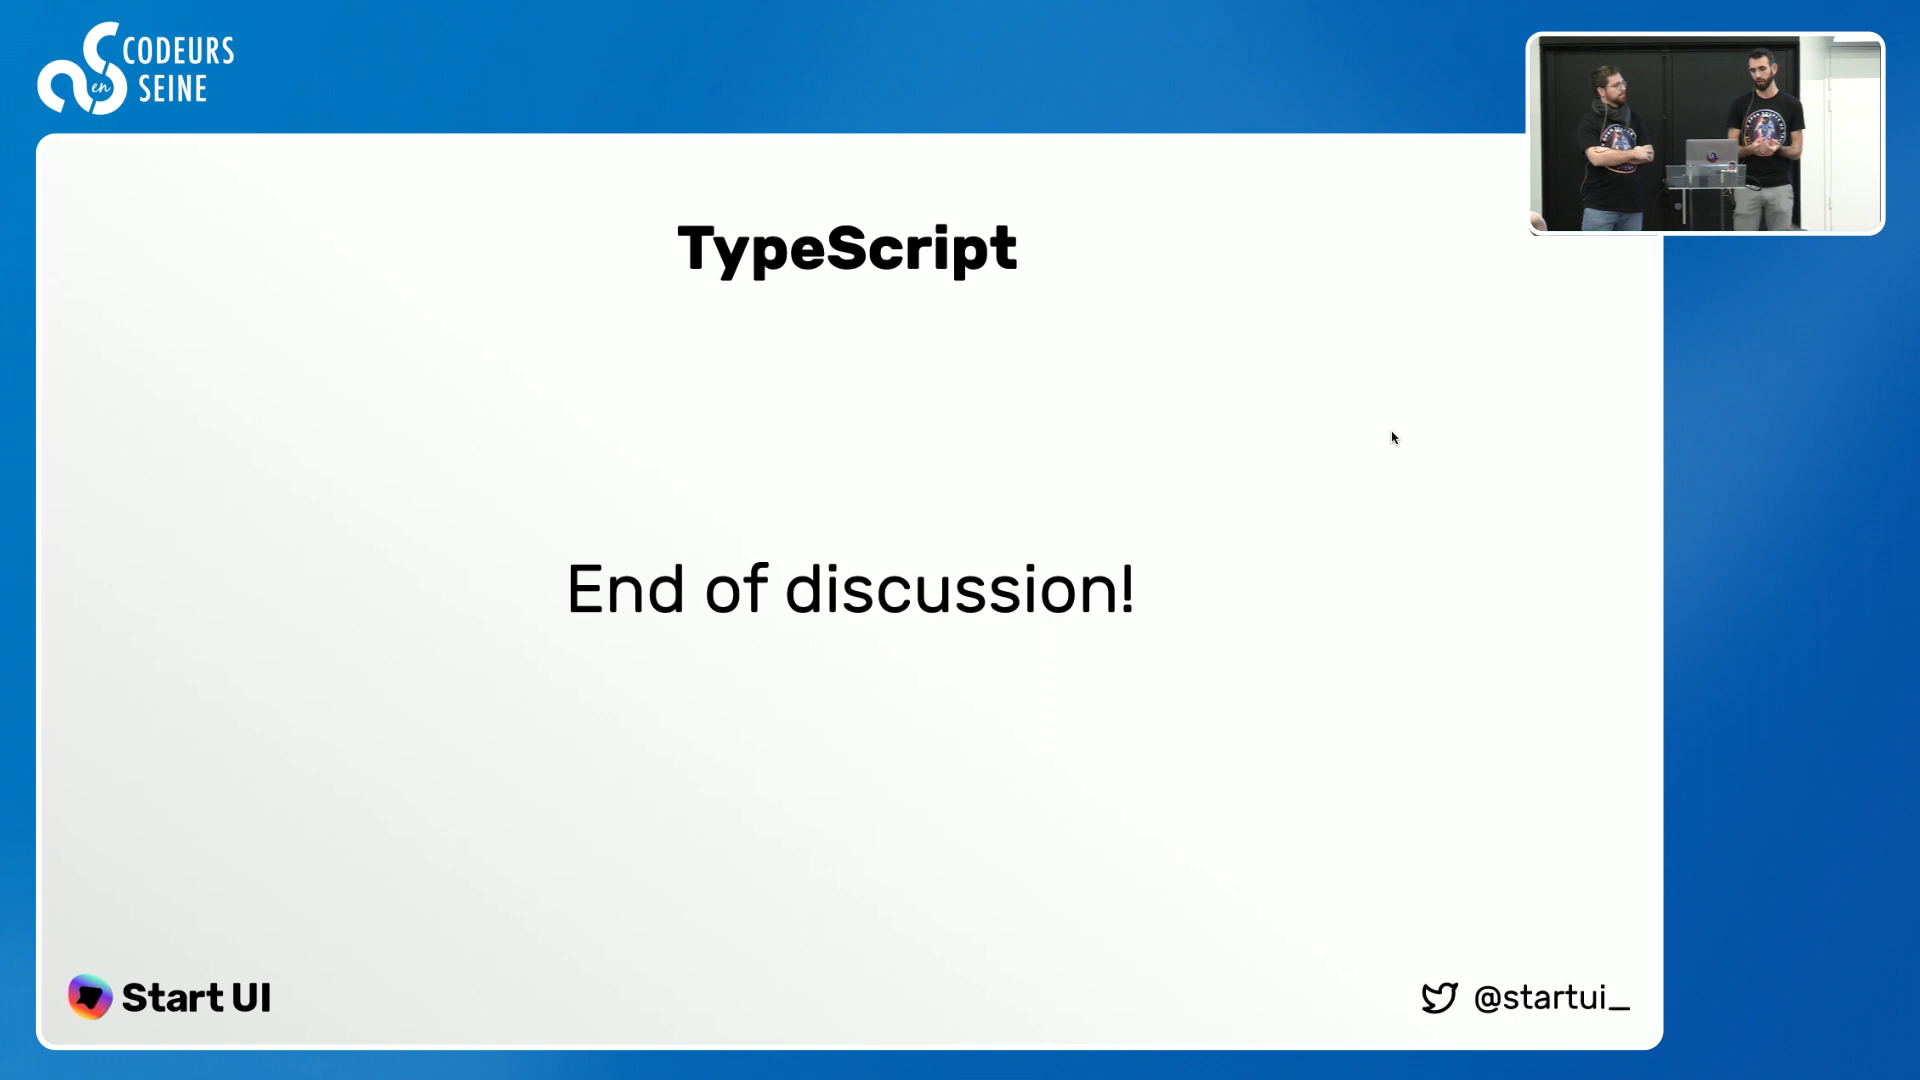 CODEURS
en
SEINE
TypeScript
End of discussion!
Start UI
@startui_